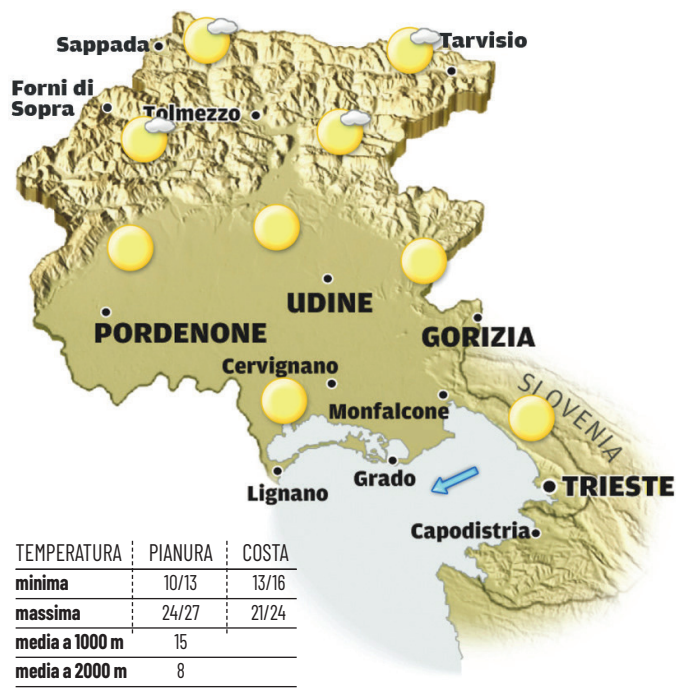 Sappada
Tarvisio
Forni di
Sopra
Tolmezzo
UDINE
PORDENONE
GORIZIA
Cervignano
SLOVENIA
Monfalcone
Grado
TRIESTE
Lignano
Capodistria
TEMPERATURA PIANURA COSTA
minima 10/13 13/16
massima 24/27 21/24
media a 1000 m 15
media a 2000 m 8